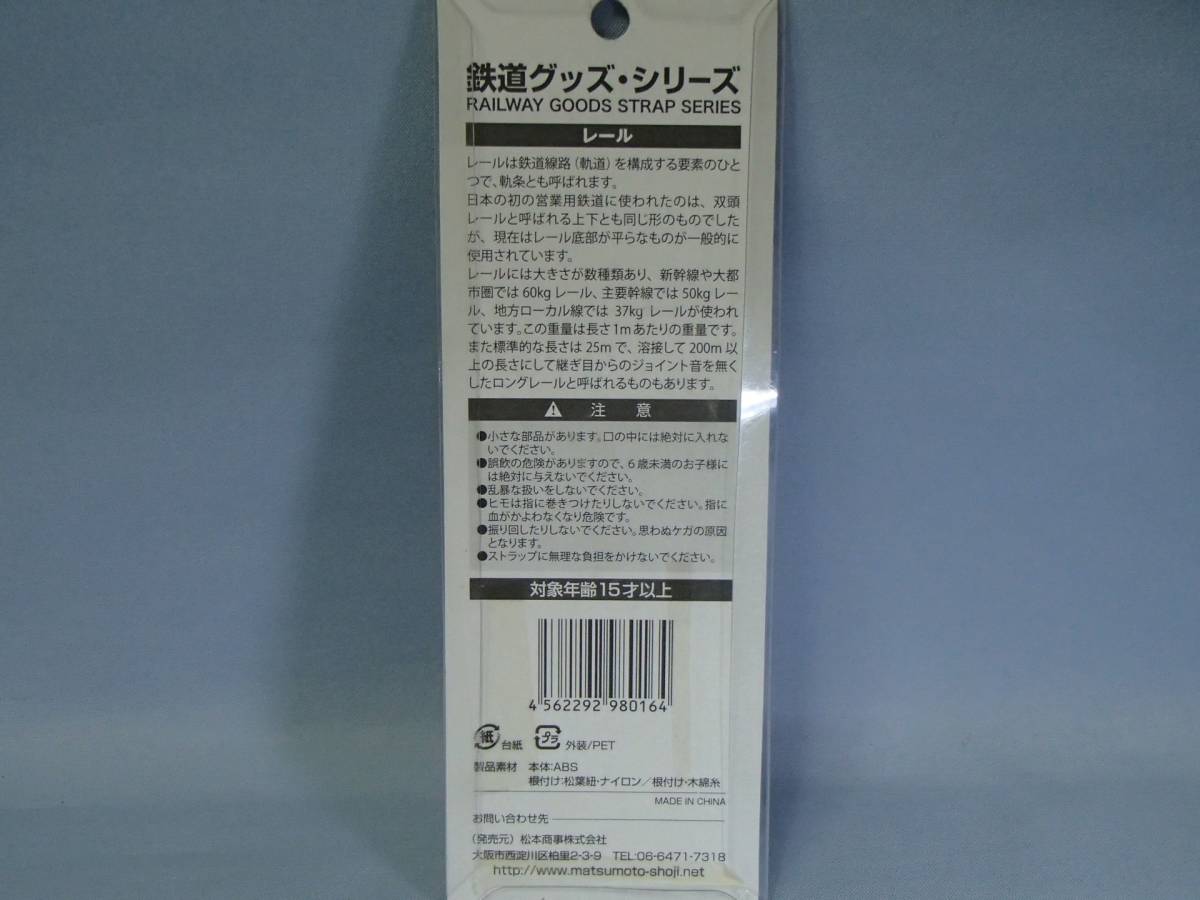 鉄道グッズ・シリーズ
RAILWAY GOODS STRAP SERIES
レール
レールは鉄道線路（軌道）を構成する要素のひと
つで、軌条とも呼ばれます。
日本の初の営業用鉄道に使われたのは、双頭
レールと呼ばれる上下とも同じ形のものでした
が、現在はレール底部が平らなものが一般的に
使用されています。
レールには大きさが数種類あり、新幹線や大都
市圏では60kgレール、主要幹線では50kgレー
ル、地方ローカル線では 37kg レールが使われ
ています。この重量は長さ1mあたりの重量です。
また標準的な長さは25mで、溶接して200m以
上の長さにして継ぎ目からのジョイント音を無く
したロングレールと呼ばれるものもあります。
⚠ 注 意
●小さな部品があります。口の中には絶対に入れな
いでください。
●誤飲の危険がありますので、６歳未満のお子様に
は絶対に与えないでください。
●乱暴な扱いをしないでください。
●ヒモは指に巻きつけたりしないでください。指に
血がかよわなくなり危険です。
●振り回したりしないでください。思わぬケガの原因
となります。
●ストラップに無理な負担をかけないでください。
対象年齢15才以上
4 562292 980164
紙 台紙 プラ 外装/PET
製品素材 本体:ABS
根付け:松葉紐・ナイロン／根付け・木綿糸
MADE IN CHINA
お問い合わせ先
（発売元）松本商事株式会社
大阪市西淀川区柏里2-3-9 TEL:06-6471-7318
http://www.matsumoto-shoji.net